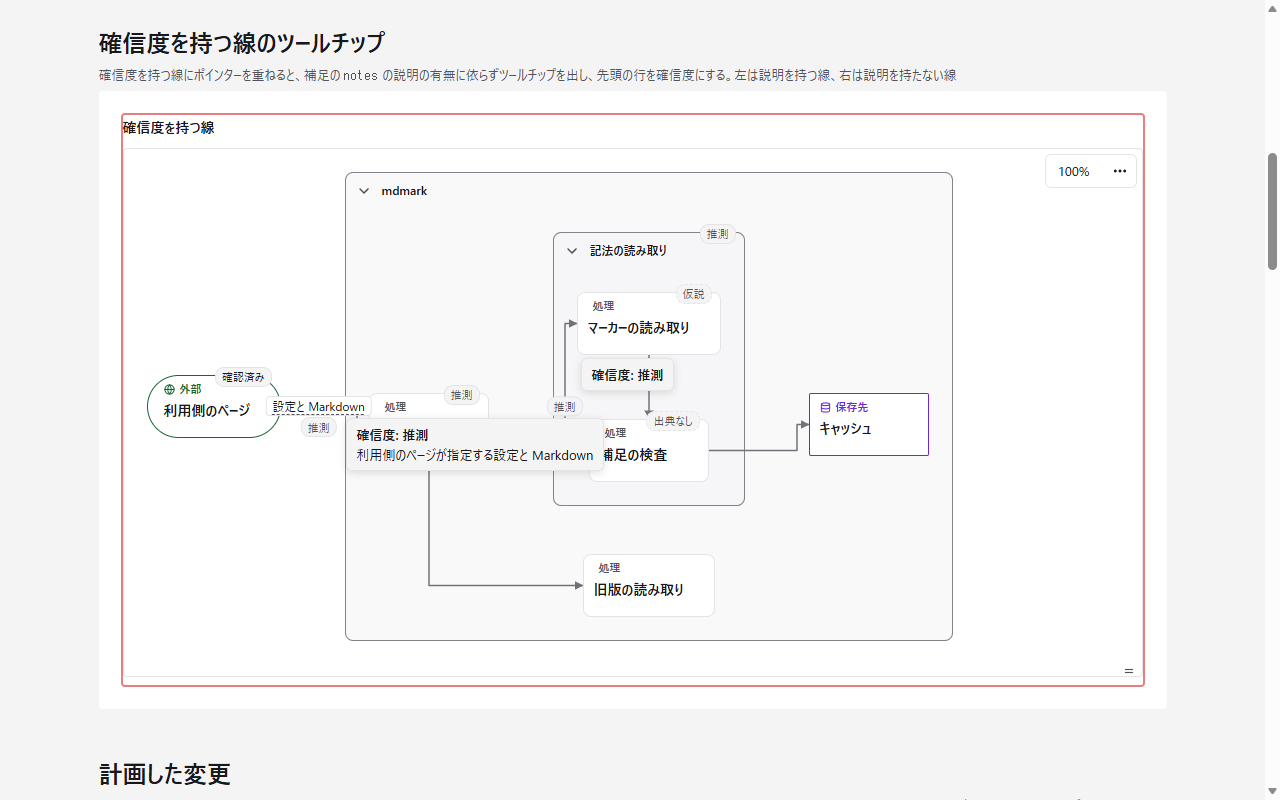 確信度を持つ線のツールチップ
確信度を持つ線にポインターを重ねると、補足の notes の説明の有無に依らずツールチップを出し、先頭の行を確信度にする。左は説明を持つ線、右は説明を持たない線
確信度を持つ線
100%
mdmark
推測
記法の読み取り
仮説
処理
マーカーの読み取り
確信度: 推測
確認済み
外部
利用側のページ
設定と Markdown
推測
処理
推測
推測
出典なし
処理
補足の検査
保存先
キャッシュ
確信度: 推測
利用側のページが指定する設定と Markdown
処理
旧版の読み取り
計画した変更